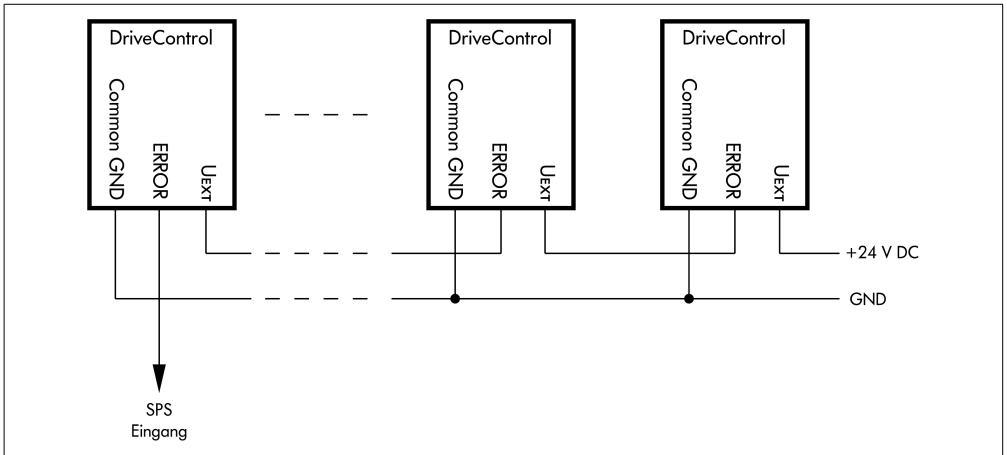 DriveControl
Common GND
ERROR
UEXT
DriveControl
Common GND
ERROR
UEXT
DriveControl
Common GND
ERROR
UEXT
+24 V DC
GND
SPS
Eingang